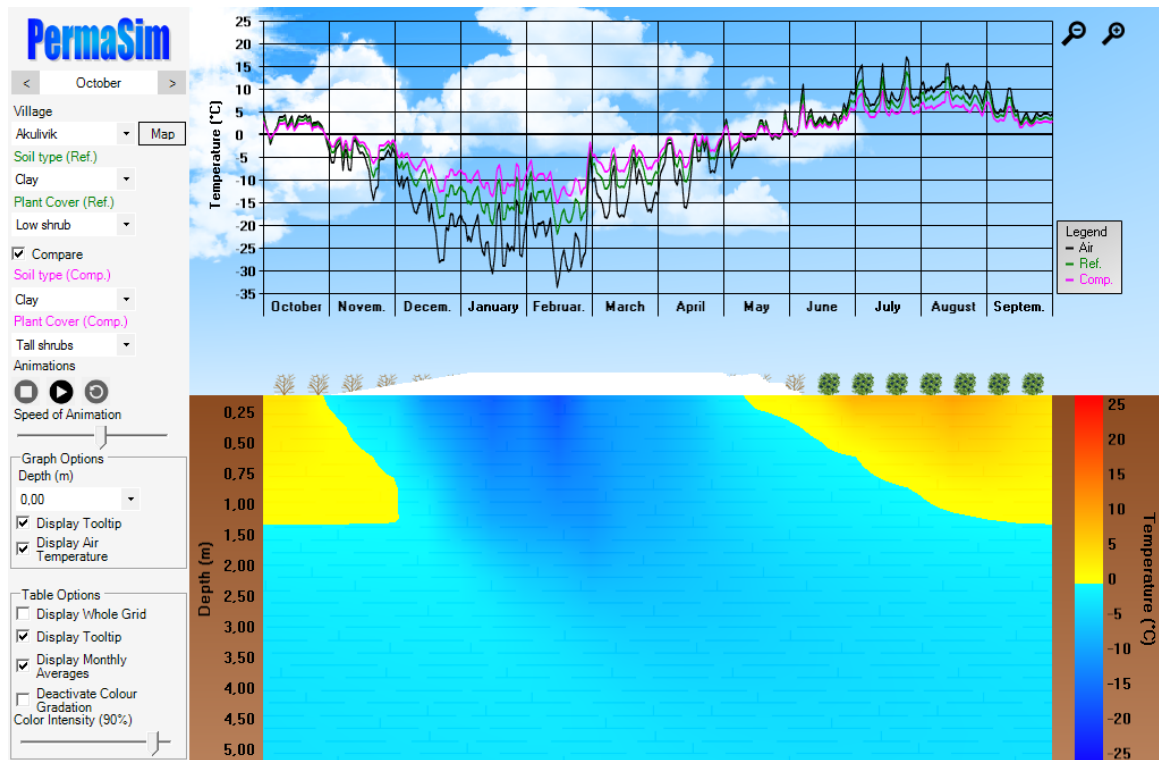 PermaSim
< October >
Village
Akulivik
Map
Soil type (Ref.)
Clay
Plant Cover (Ref.)
Low shrub
Compare
Soil type (Comp.)
Clay
Plant Cover (Comp.)
Tall shrubs
Animations
Speed of Animation
Graph Options
Depth (m)
0,00
Display Tooltip
Display Air
Temperature
Table Options
Display Whole Grid
Display Tooltip
Display Monthly
Averages
Deactivate Colour
Gradation
Color Intensity (90%)
Temperature (°C)
25
20
15
10
5
0
-5
-10
-15
-20
-25
-30
-35
October Novem. Decem. January Februar. March April May June July August Septem.
Legend
Air
Ref.
Comp.
Depth (m)
0,25
0,50
0,75
1,00
1,50
2,00
2,50
3,00
3,50
4,00
4,50
5,00
25
20
15
10
5
0
-5
-10
-15
-20
-25
Temperature (°C)